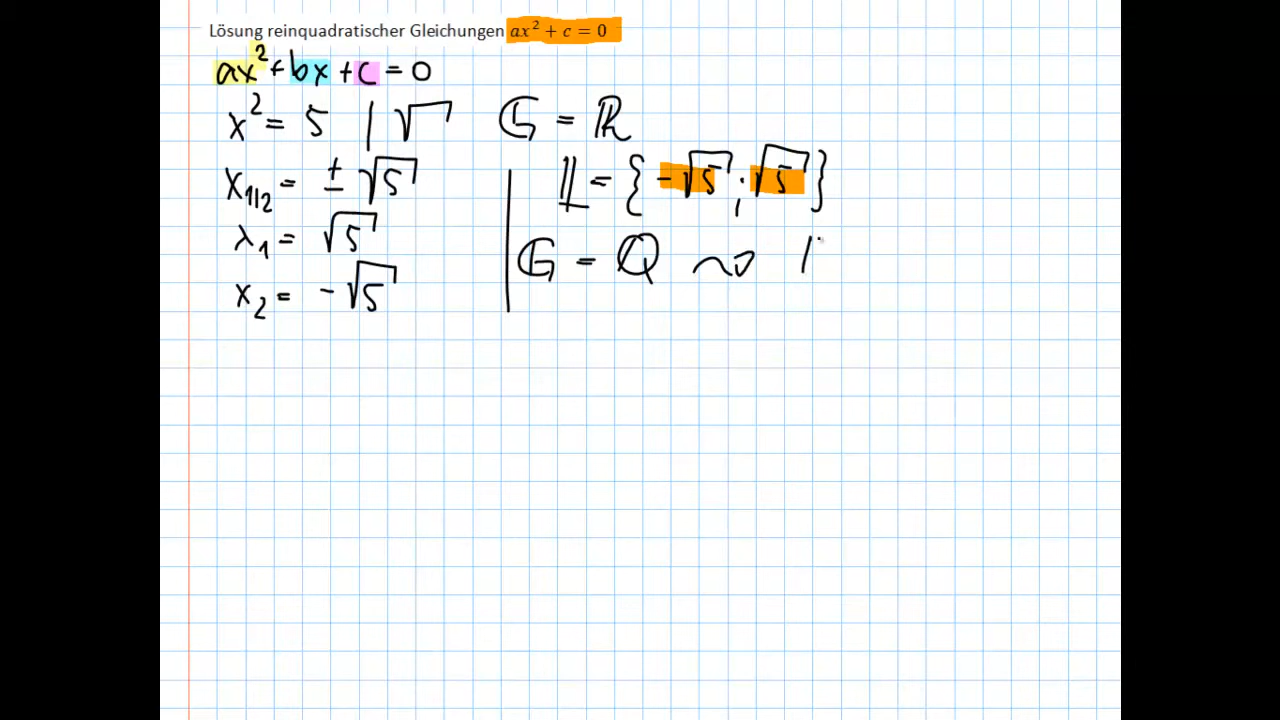 Lösung reinquadratischer Gleichungen ax² + c = 0
ax² + bx + c = 0
x² = 5 | √
x₁/₂ = ± √5
x₁ = √5
x₂ = - √5
𝔾 = ℝ
𝕃 = { -√5 ; √5 }
𝔾 = ℚ ⇝